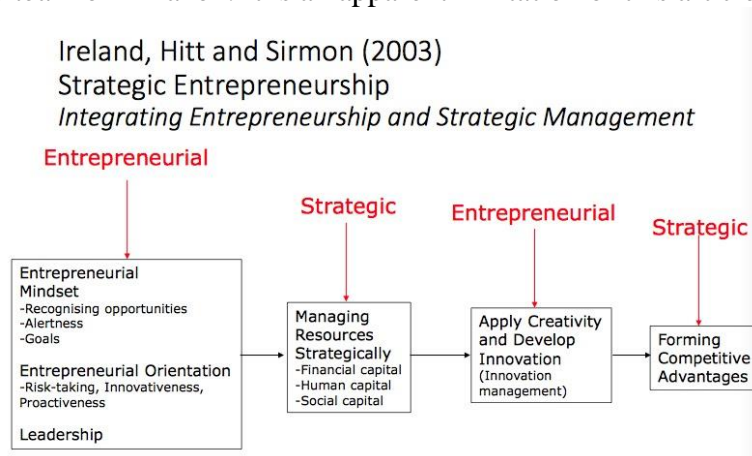 Ireland, Hitt and Sirmon (2003)
Strategic Entrepreneurship
Integrating Entrepreneurship and Strategic Management
Entrepreneurial
Strategic
Entrepreneurial
Strategic
Entrepreneurial
Mindset
-Recognising opportunities
-Alertness
-Goals
Entrepreneurial Orientation
-Risk-taking, Innovativeness,
Proactiveness
Leadership
Managing
Resources
Strategically
-Financial capital
-Human capital
-Social capital
Apply Creativity
and Develop
Innovation
(Innovation
management)
Forming
Competitive
Advantages